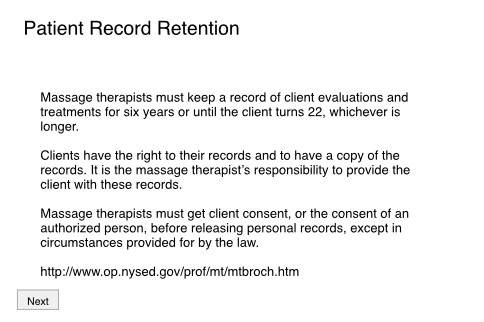 Patient Record Retention
Massage therapists must keep a record of client evaluations and
treatments for six years or until the client turns 22, whichever is
longer.
Clients have the right to their records and to have a copy of the
records. It is the massage therapist's responsibility to provide the
client with these records.
Massage therapists must get client consent, or the consent of an
authorized person, before releasing personal records, except in
circumstances provided for by the law.
http://www.op.nysed.gov/prof/mt/mtbroch.htm
Next